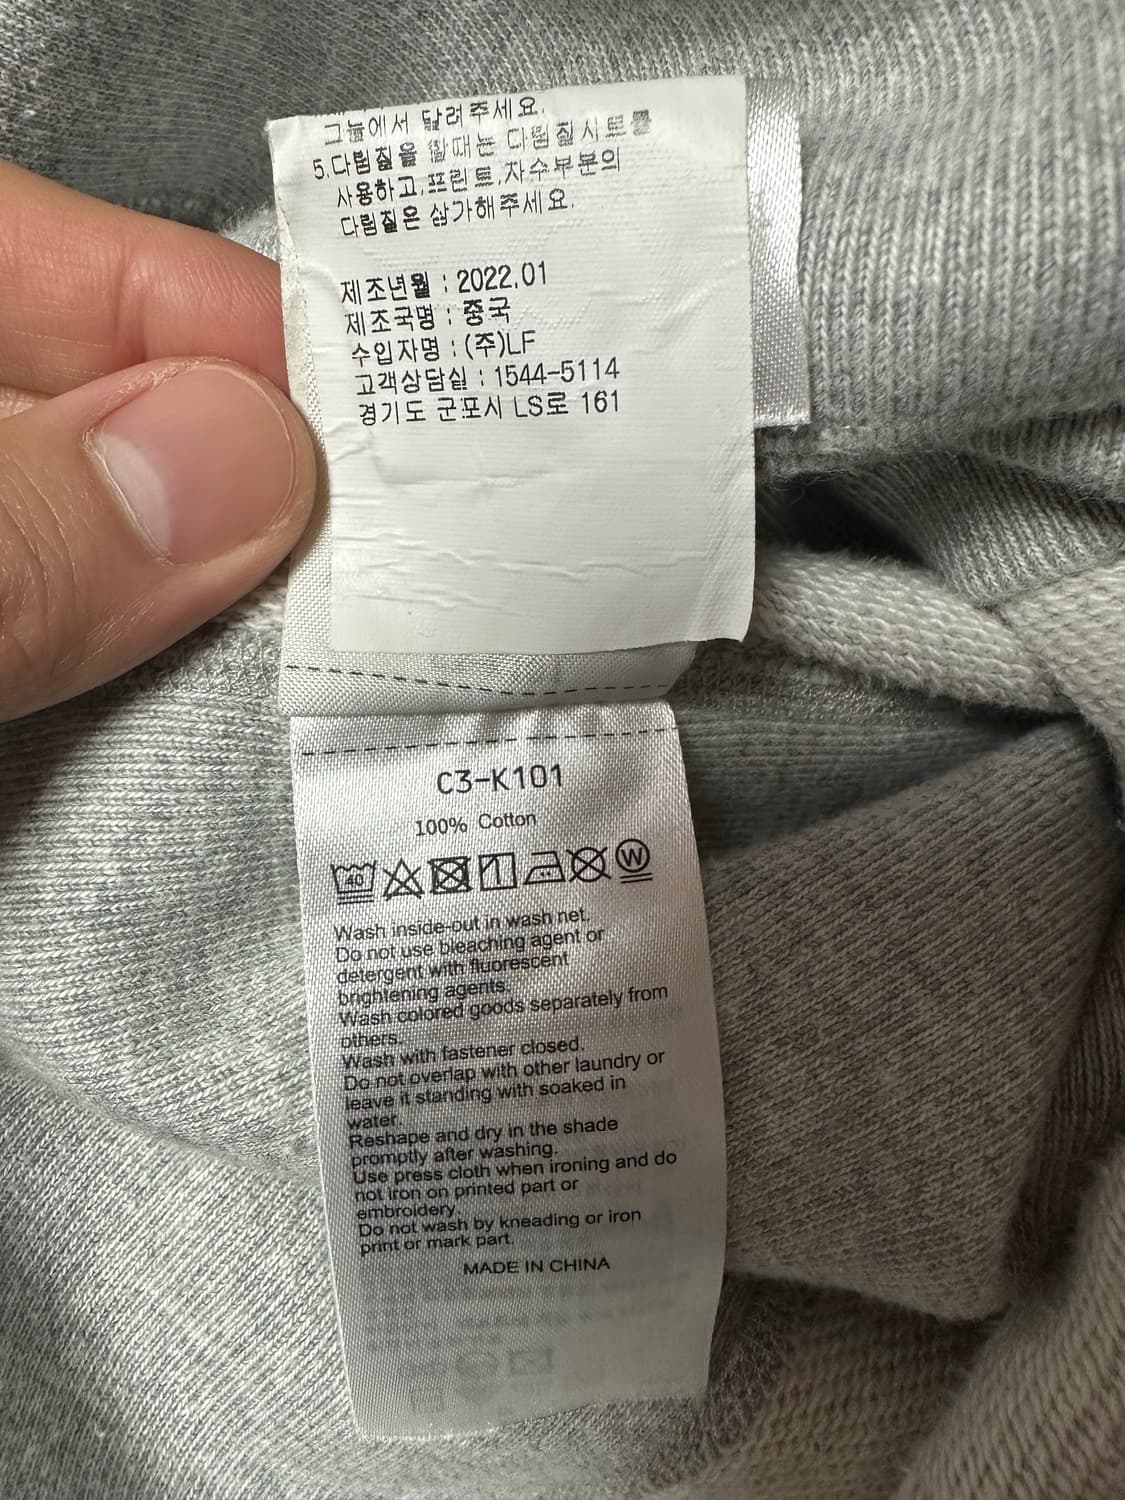 그늘에서 달려주세요.
5.다림질을 할때는 다림질시트를
사용하고,프린트,자수부분의
다림질은 삼가해주세요.
제조년월 : 2022.01
제조국명 : 중국
수입자명 : (주)LF
고객상담실 : 1544-5114
경기도 군포시 LS로 161
C3-K101
100% Cotton
40 W
Wash inside-out in wash net.
Do not use bleaching agent or
detergent with fluorescent
brightening agents.
Wash colored goods separately from
others.
Wash with fastener closed.
Do not overlap with other laundry or
leave it standing with soaked in
water.
Reshape and dry in the shade
promptly after washing.
Use press cloth when ironing and do
not iron on printed part or
embroidery.
Do not wash by kneading or iron
print or mark part.
MADE IN CHINA